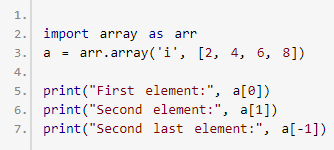 1.
2. import array as arr
3. a = arr.array('i', [2, 4, 6, 8])
4.
5. print("First element:", a[0])
6. print("Second element:", a[1])
7. print("Second last element:", a[-1])